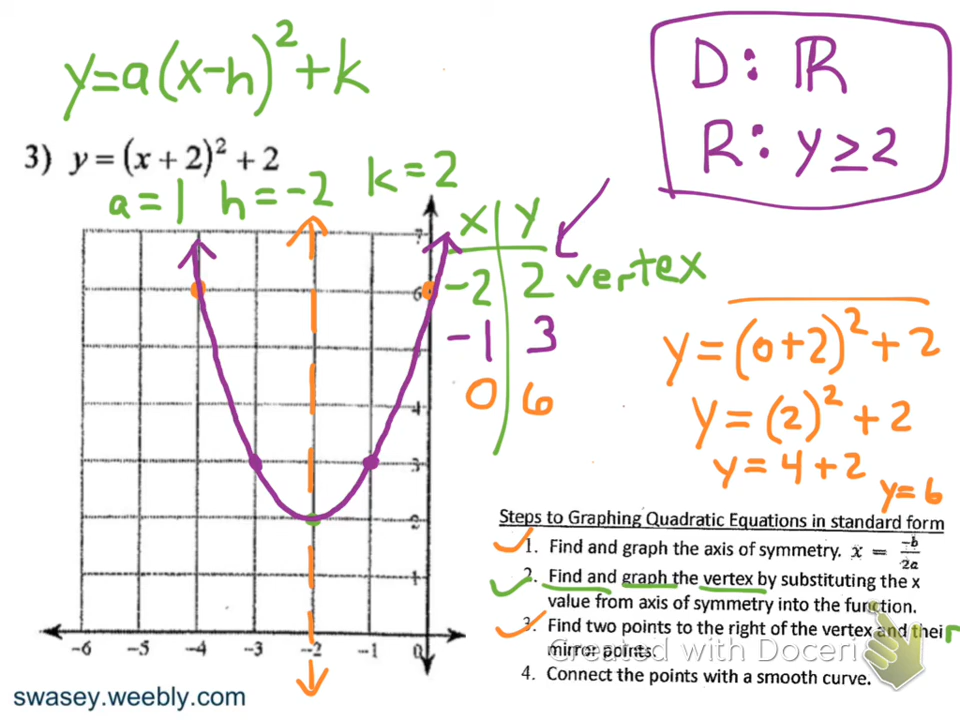 y=a(x-h)²+k
D: ℝ
R: y≥2
3) y = (x + 2)² + 2
a=1 h=-2 k=2
x y
-2 2 vertex
-1 3
0 6
7
6
4
3
2
1
-6 -5 -4 -3 -2 -1 0
y=(0+2)²+2
y=(2)²+2
y=4+2
y=6
Steps to Graphing Quadratic Equations in standard form
1. Find and graph the axis of symmetry. x = -b/2a
2. Find and graph the vertex by substituting the x
value from axis of symmetry into the function.
3. Find two points to the right of the vertex and their
mirror points.
4. Connect the points with a smooth curve.
Created with Doceri
swasey.weebly.com